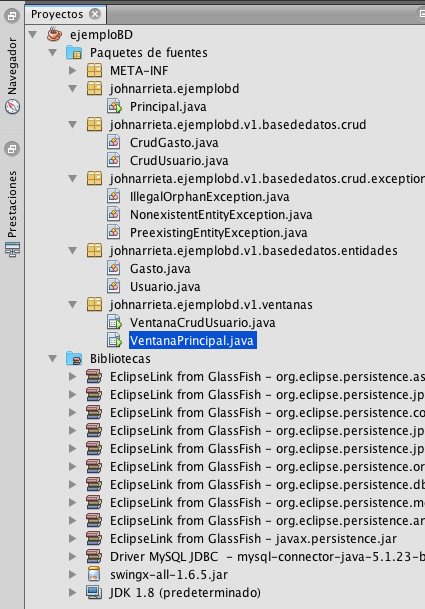 Proyectos
Navegador
Prestaciones
ejemploBD
Paquetes de fuentes
META-INF
johnarrieta.ejemplobd
Principal.java
johnarrieta.ejemplobd.v1.basededatos.crud
CrudGasto.java
CrudUsuario.java
johnarrieta.ejemplobd.v1.basededatos.crud.exception
IllegalOrphanException.java
NonexistentEntityException.java
PreexistingEntityException.java
johnarrieta.ejemplobd.v1.basededatos.entidades
Gasto.java
Usuario.java
johnarrieta.ejemplobd.v1.ventanas
VentanaCrudUsuario.java
VentanaPrincipal.java
Bibliotecas
EclipseLink from GlassFish - org.eclipse.persistence.as
EclipseLink from GlassFish - org.eclipse.persistence.jp
EclipseLink from GlassFish - org.eclipse.persistence.co
EclipseLink from GlassFish - org.eclipse.persistence.jp
EclipseLink from GlassFish - org.eclipse.persistence.jp
EclipseLink from GlassFish - org.eclipse.persistence.or
EclipseLink from GlassFish - org.eclipse.persistence.db
EclipseLink from GlassFish - org.eclipse.persistence.mo
EclipseLink from GlassFish - org.eclipse.persistence.an
EclipseLink from GlassFish - javax.persistence.jar
Driver MySQL JDBC - mysql-connector-java-5.1.23-b
swingx-all-1.6.5.jar
JDK 1.8 (predeterminado)